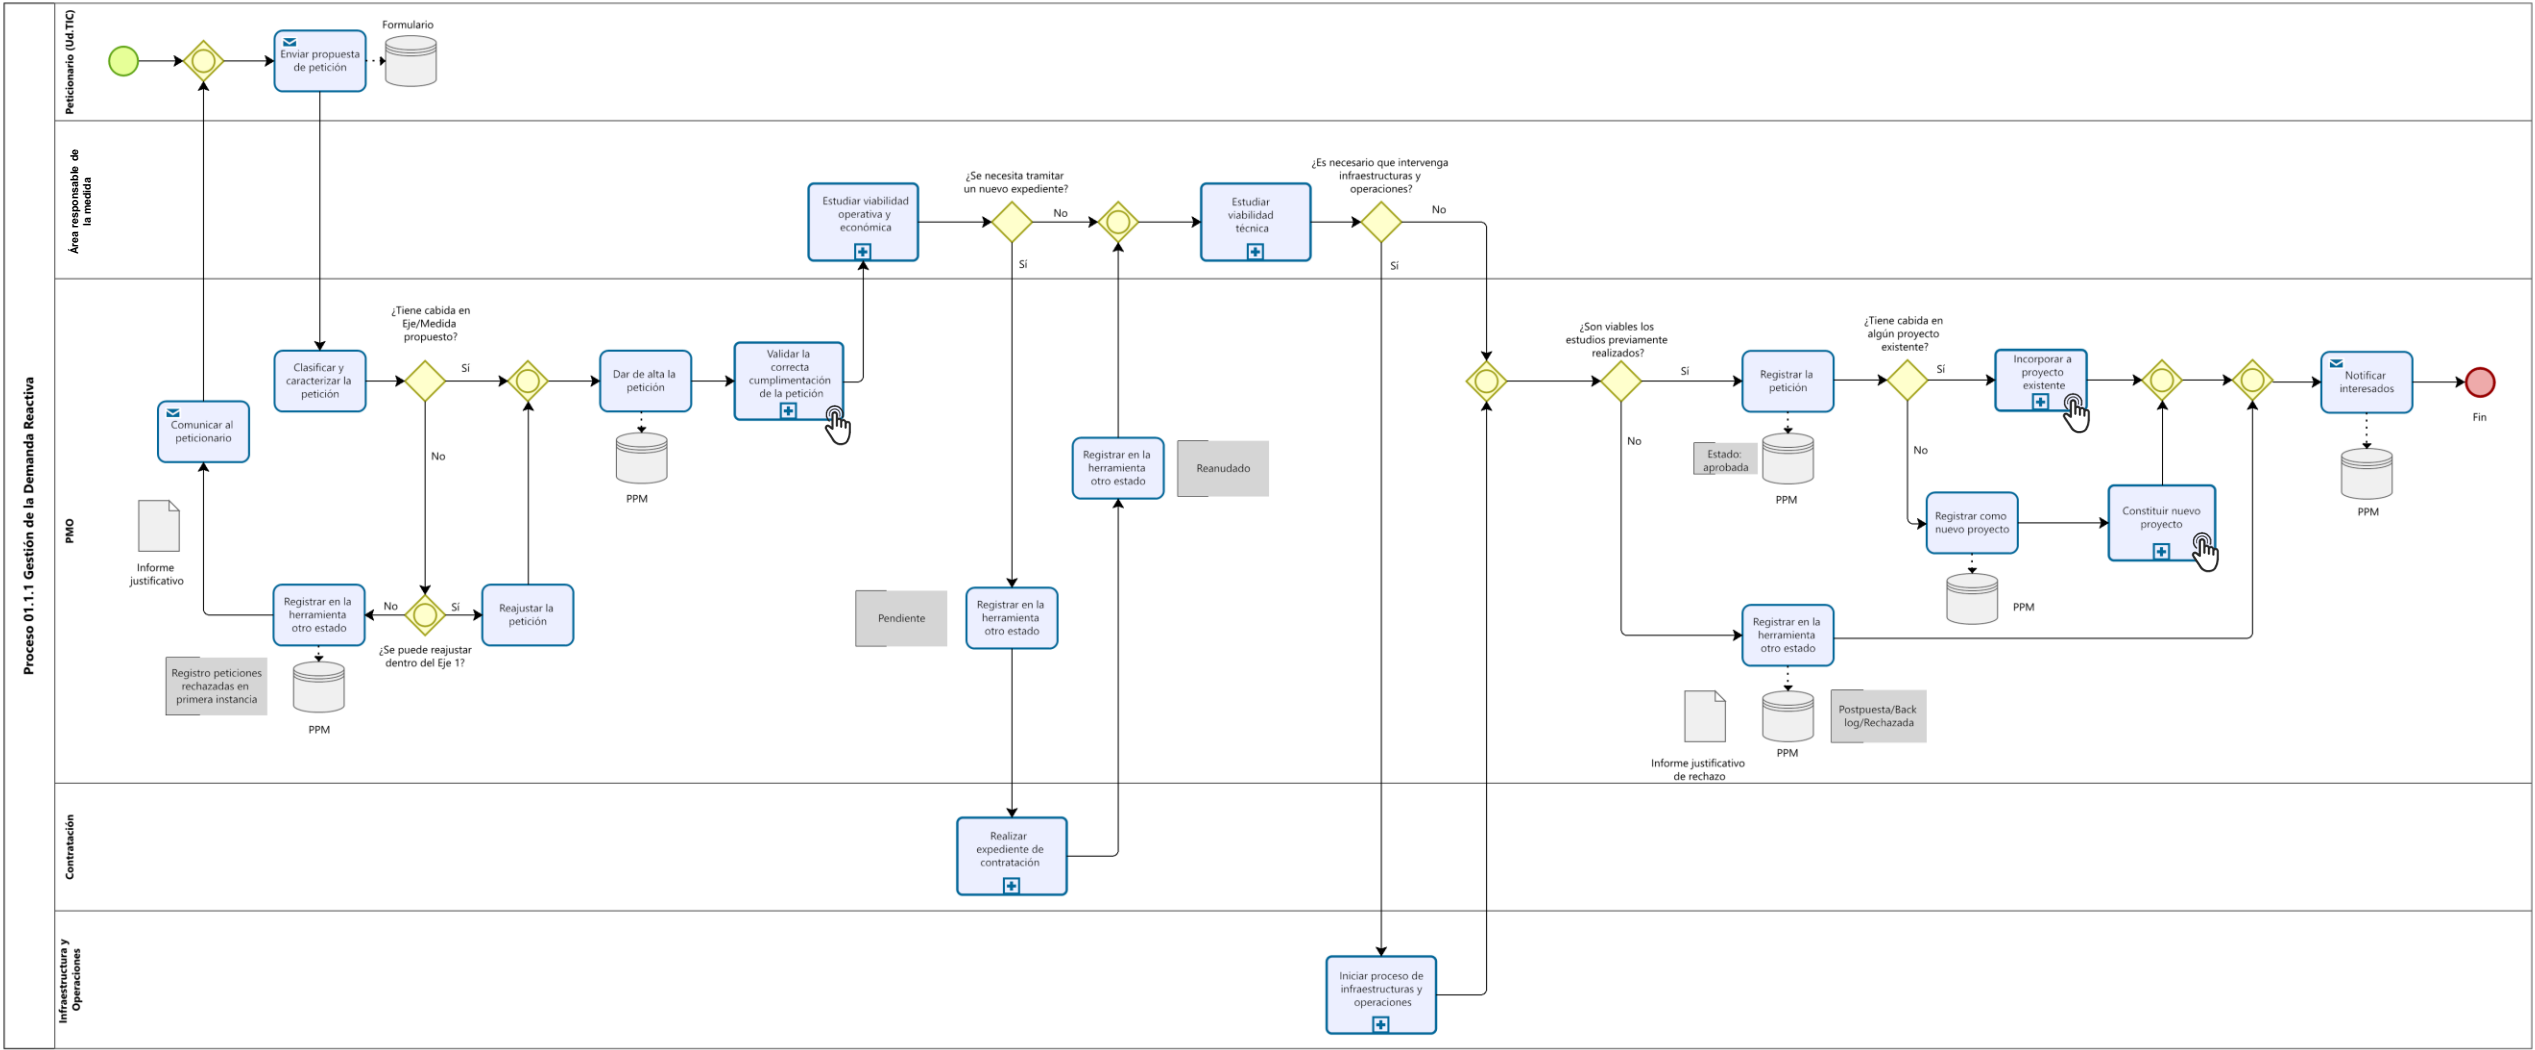 Proceso 01.1.1 Gestión de la Demanda Reactiva
Peticionario (Ud.TIC)
Formulario
Enviar propuesta
de petición
Área responsable de
la medida
Estudiar viabilidad
operativa y
económica
¿Se necesita tramitar
un nuevo expediente?
No
Sí
Estudiar
viabilidad
técnica
¿Es necesario que intervenga
infraestructuras y
operaciones?
No
Sí
PMO
Comunicar al
peticionario
Informe
justificativo
Clasificar y
caracterizar la
petición
¿Tiene cabida en
Eje/Medida
propuesto?
Sí
No
Dar de alta la
petición
PPM
Validar la
correcta
cumplimentación
de la petición
Registrar en la
herramienta
otro estado
No
Sí
¿Se puede reajustar
dentro del Eje 1?
Reajustar la
petición
Registro peticiones
rechazadas en
primera instancia
PPM
Pendiente
Registrar en la
herramienta
otro estado
Registrar en la
herramienta
otro estado
Reanudado
¿Son viables los
estudios previamente
realizados?
Sí
No
Registrar la
petición
Estado:
aprobada
PPM
¿Tiene cabida en
algún proyecto
existente?
Sí
No
Incorporar a
proyecto
existente
Registrar como
nuevo proyecto
PPM
Constituir nuevo
proyecto
Notificar
interesados
PPM
Fin
Registrar en la
herramienta
otro estado
Informe justificativo
de rechazo
PPM
Postpuesta/Back
log/Rechazada
Contratación
Realizar
expediente de
contratación
Infraestructura y
Operaciones
Iniciar proceso de
infraestructuras y
operaciones